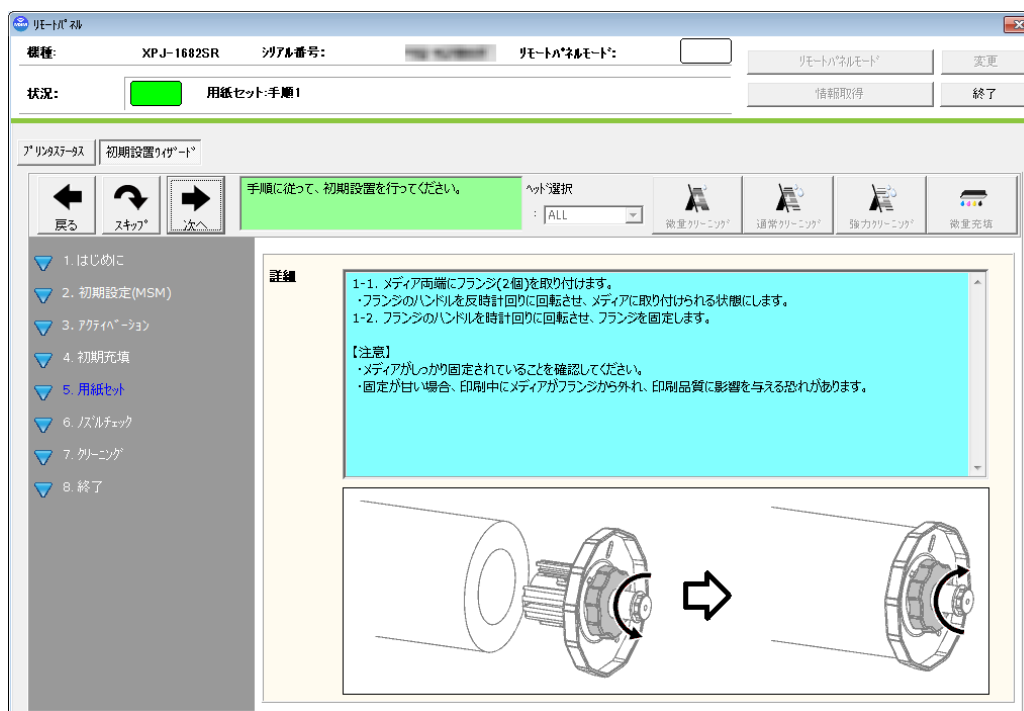 リモートパネル
機種: XPJ-1682SR シリアル番号: リモートパネルモード:
リモートパネルモード 変更
状況: 用紙セット:手順1
情報取得 終了
プリンタステータス 初期設置ウィザード
戻る スキップ 次へ
手順に従って、初期設置を行ってください。
ヘッド選択
: ALL
微量クリーニング 通常クリーニング 強力クリーニング 微量充填
1. はじめに
2. 初期設定(MSM)
3. アクティベーション
4. 初期充填
5. 用紙セット
6. ノズルチェック
7. クリーニング
8. 終了
詳細
1-1. メディア両端にフランジ(2個)を取り付けます。
・フランジのハンドルを反時計回りに回転させ、メディアに取り付けられる状態にします。
1-2. フランジのハンドルを時計回りに回転させ、フランジを固定します。
【注意】
・メディアがしっかり固定されていることを確認してください。
・固定が甘い場合、印刷中にメディアがフランジから外れ、印刷品質に影響を与える恐れがあります。